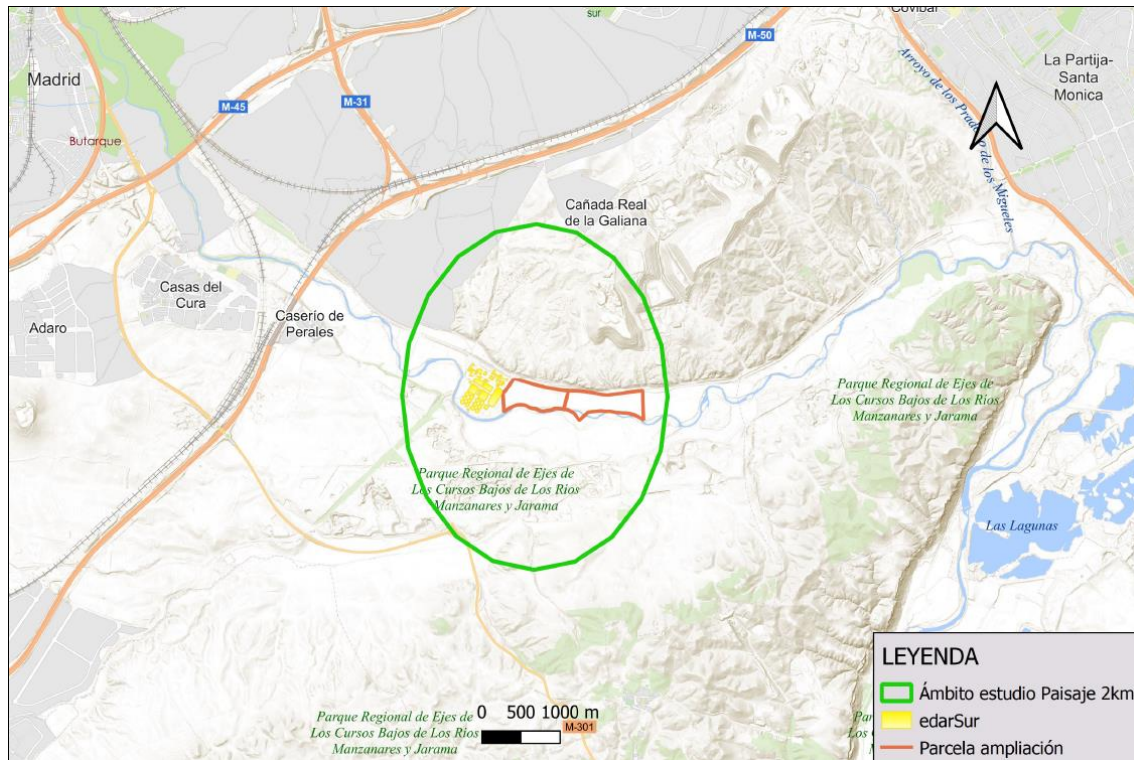 sur
Covibar
M-50
Madrid
La Partija-
Santa
Monica
M-45
M-31
Butarque
Arroyo de los Prados
o de los Migueles
Cañada Real
de la Galiana
Casas del
Cura
Caserío de
Perales
Adaro
Parque Regional de Ejes de
Los Cursos Bajos de Los Ríos
Manzanares y Jarama
Parque Regional de Ejes de
Los Cursos Bajos de Los Ríos
Manzanares y Jarama
Las Lagunas
LEYENDA
Ámbito estudio Paisaje 2km
edarSur
Parcela ampliación
Parque Regional de Ejes de
Los Cursos Bajos de Los Ríos
Manzanares y Jarama
0 500 1000 m
M-301